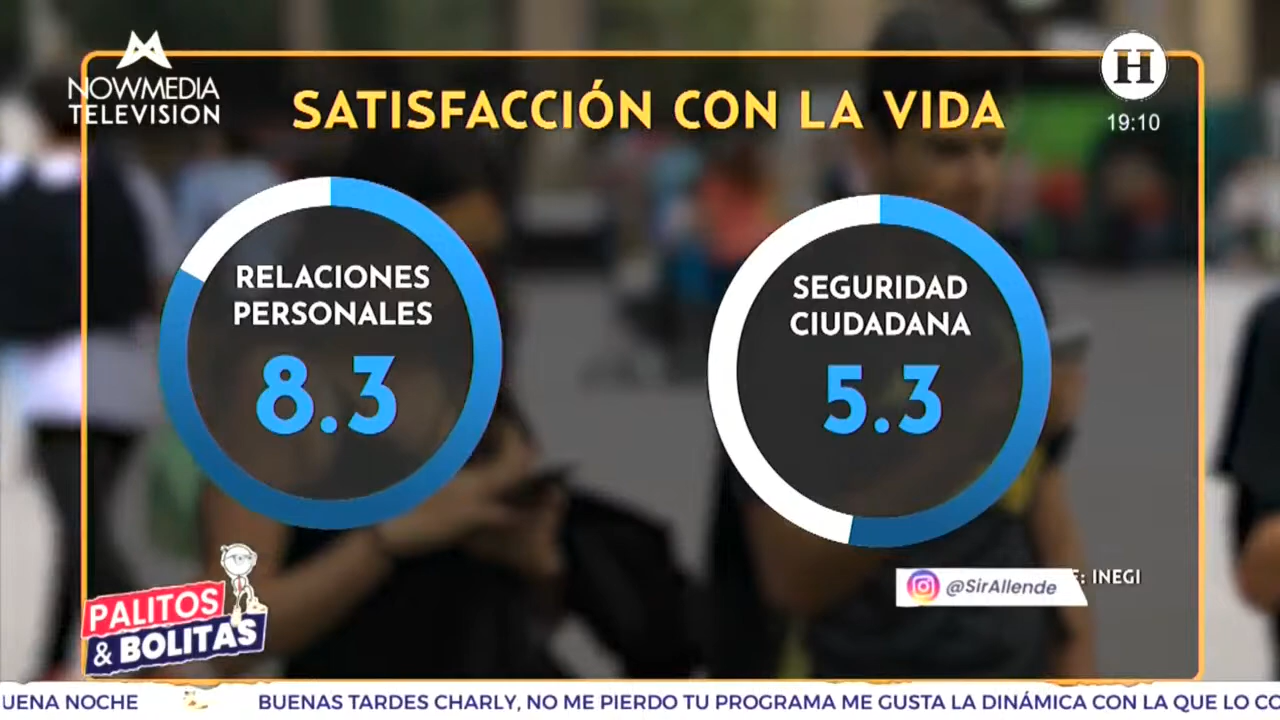 NOWMEDIA
TELEVISION
H
19:10
SATISFACCIÓN CON LA VIDA
RELACIONES
PERSONALES
8.3
SEGURIDAD
CIUDADANA
5.3
@SirAllende
: INEGI
PALITOS
& BOLITAS
UENA NOCHE
BUENAS TARDES CHARLY, NO ME PIERDO TU PROGRAMA ME GUSTA LA DINÁMICA CON LA QUE LO CO